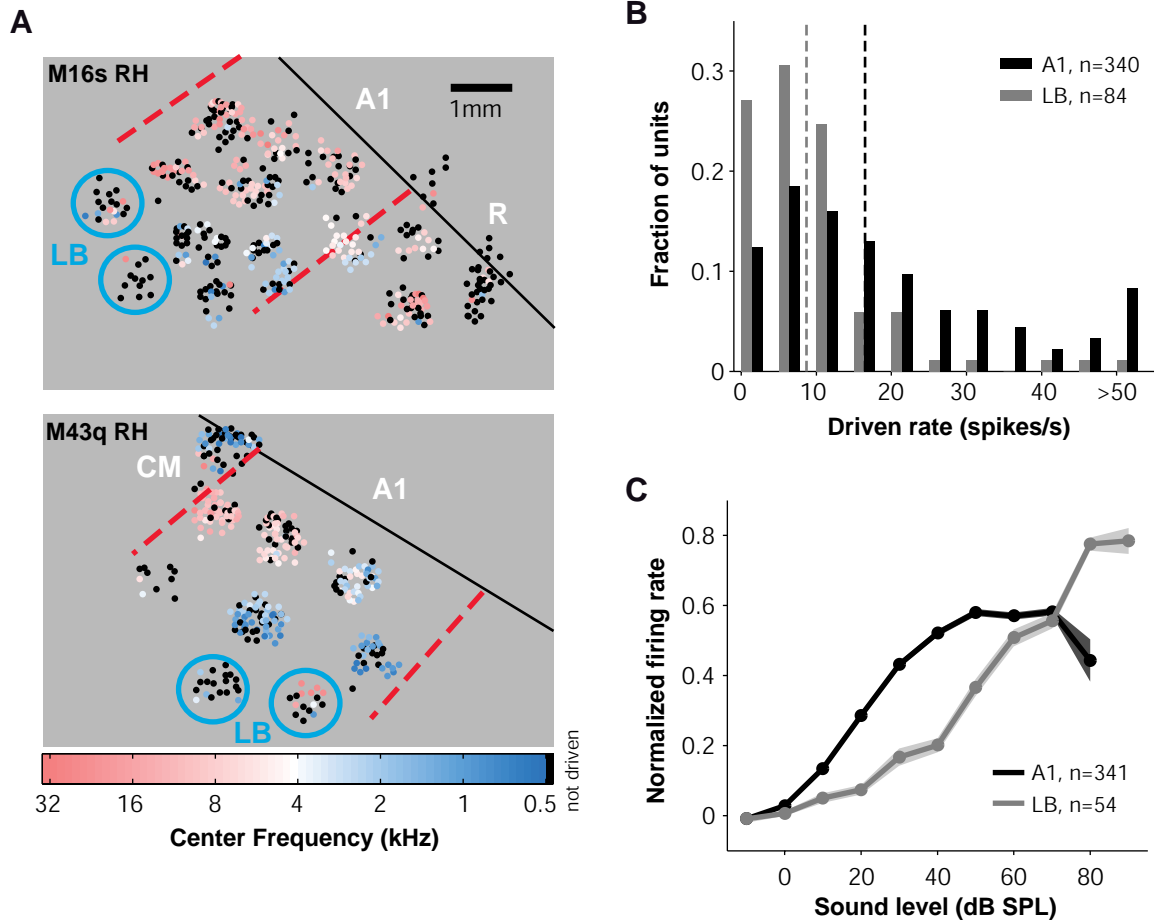 A
M16s RH
A1
1mm
R
LB
M43q RH
CM
A1
LB
32 16 8 4 2 1 0.5 not driven
Center Frequency (kHz)
B
A1, n=340
LB, n=84
0.3
0.2
0.1
0
Fraction of units
0 10 20 30 40 >50
Driven rate (spikes/s)
C
0.8
0.6
0.4
0.2
0
Normalized firing rate
A1, n=341
LB, n=54
0 20 40 60 80
Sound level (dB SPL)